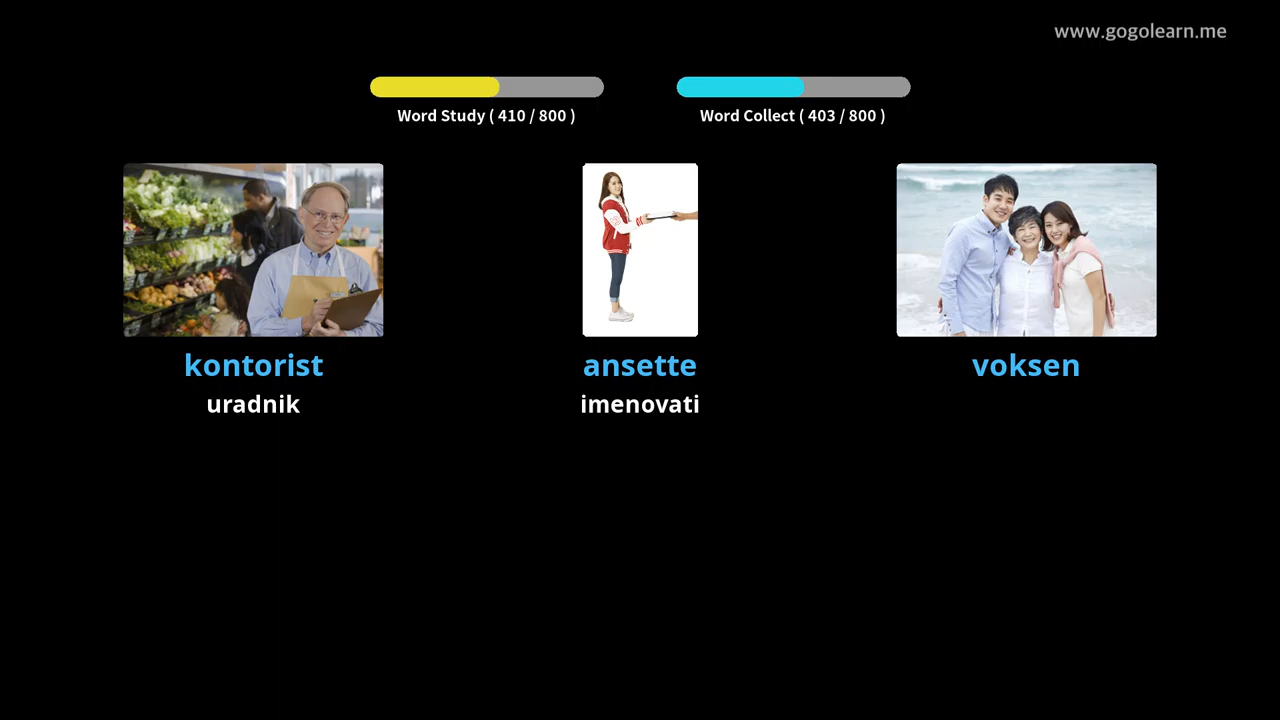 www.gogolearn.me
Word Study ( 410 / 800 )
Word Collect ( 403 / 800 )
kontorist
ansette
voksen
uradnik
imenovati